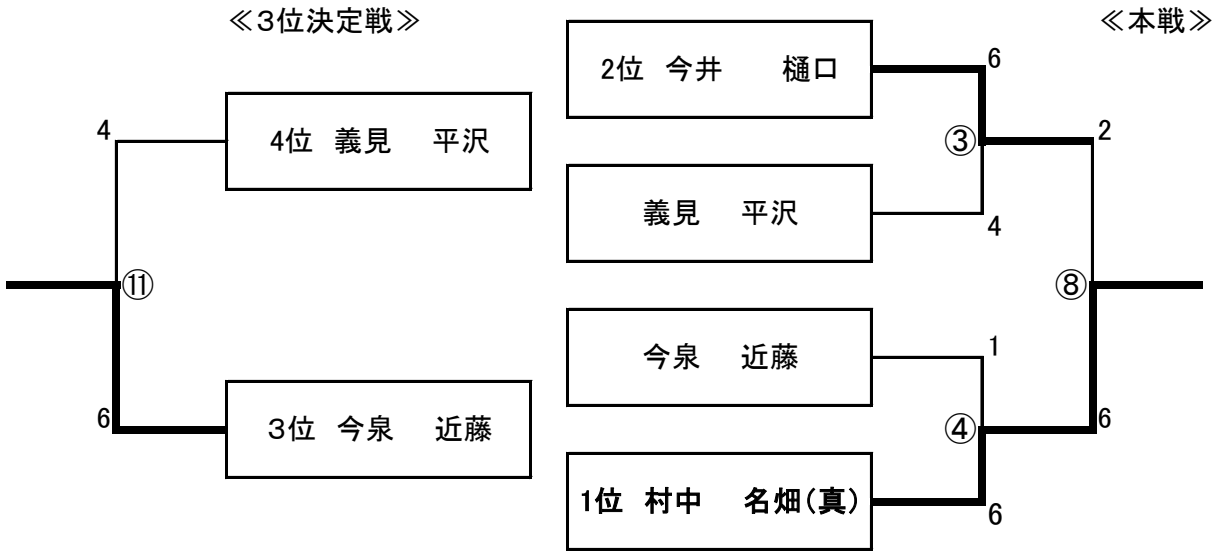 ≪3位決定戦≫
≪本戦≫
2位 今井 樋口
6
4
4位 義見 平沢
③
2
義見 平沢
4
⑪
⑧
今泉 近藤
1
6
3位 今泉 近藤
④
6
1位 村中 名畑(真)
6